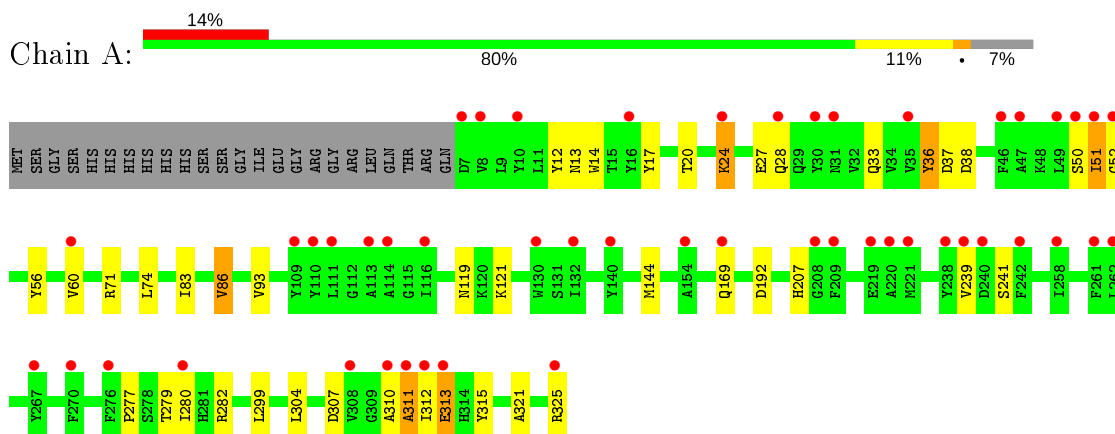 14%
Chain A:
80% 11% • 7%
MET SER GLY SER HIS HIS HIS HIS HIS HIS SER SER GLY ILE GLU GLY ARG GLY ARG LEU GLN THR ARG GLN D7 V8 L9 Y10 L11 Y12 N13 W14 T15 Y16 Y17 T20 K24 E27 Q28 Q29 Y30 N31 V32 Q33 V34 V35 Y36 D37 D38 F46 A47 K48 L49 S50 I51 G52
Y56 V60 R71 L74 I83 V86 V93 Y109 Y110 L111 G112 A113 A114 G115 I116 N119 K120 K121 W130 S131 I132 Y140 M144 A154 Q169 D192 H207 G208 F209 E219 A220 M221 Y238 V239 D240 S241 F242 I258 F261 L262
Y267 F270 F276 P277 S278 T279 I280 H281 R282 L299 L304 D307 V308 G309 A310 A311 I312 E313 H314 Y315 A321 R325